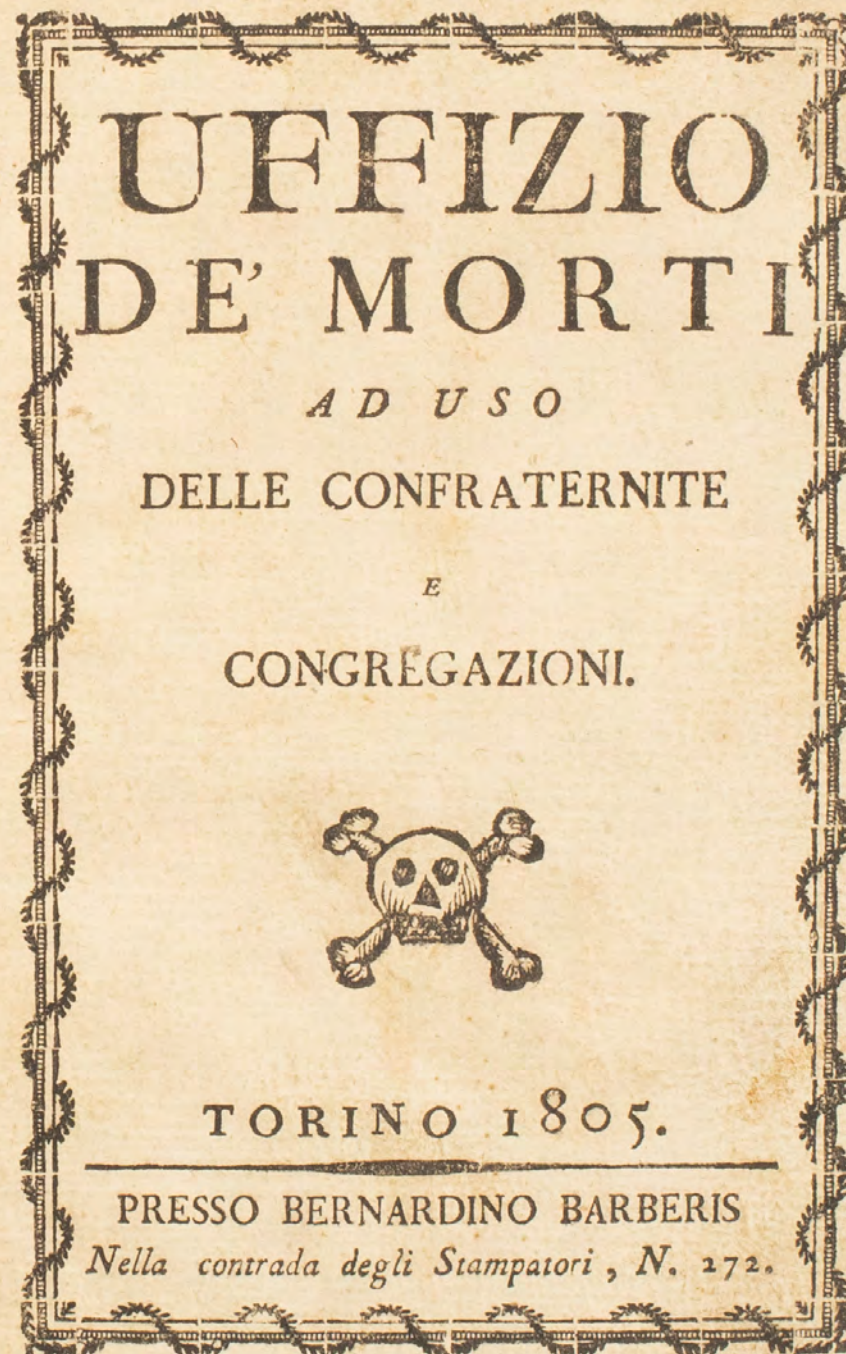 UFFIZIO
DE' MORTI
AD USO
DELLE CONFRATERNITE
E
CONGREGAZIONI.
TORINO 1805.
PRESSO BERNARDINO BARBERIS
Nella contrada degli Stampatori, N. 272.